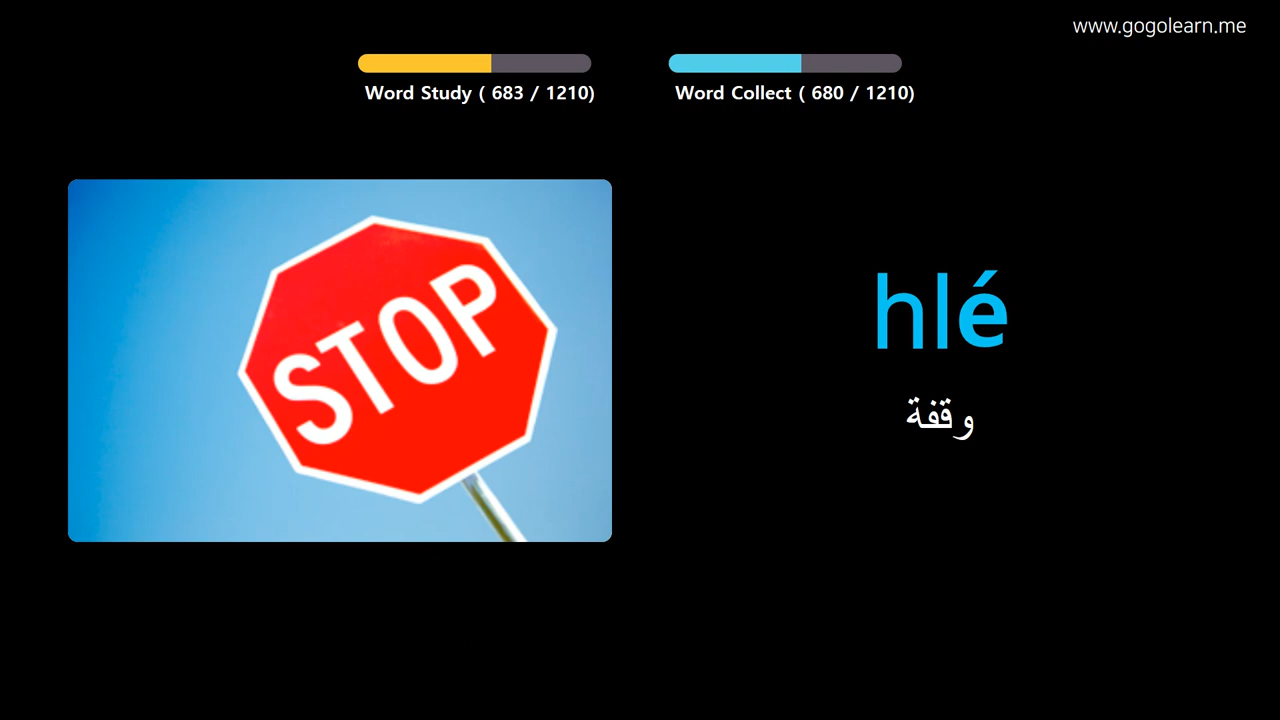 www.gogolearn.me
Word Study ( 683 / 1210)
Word Collect ( 680 / 1210)
STOP
hlé
وقفة